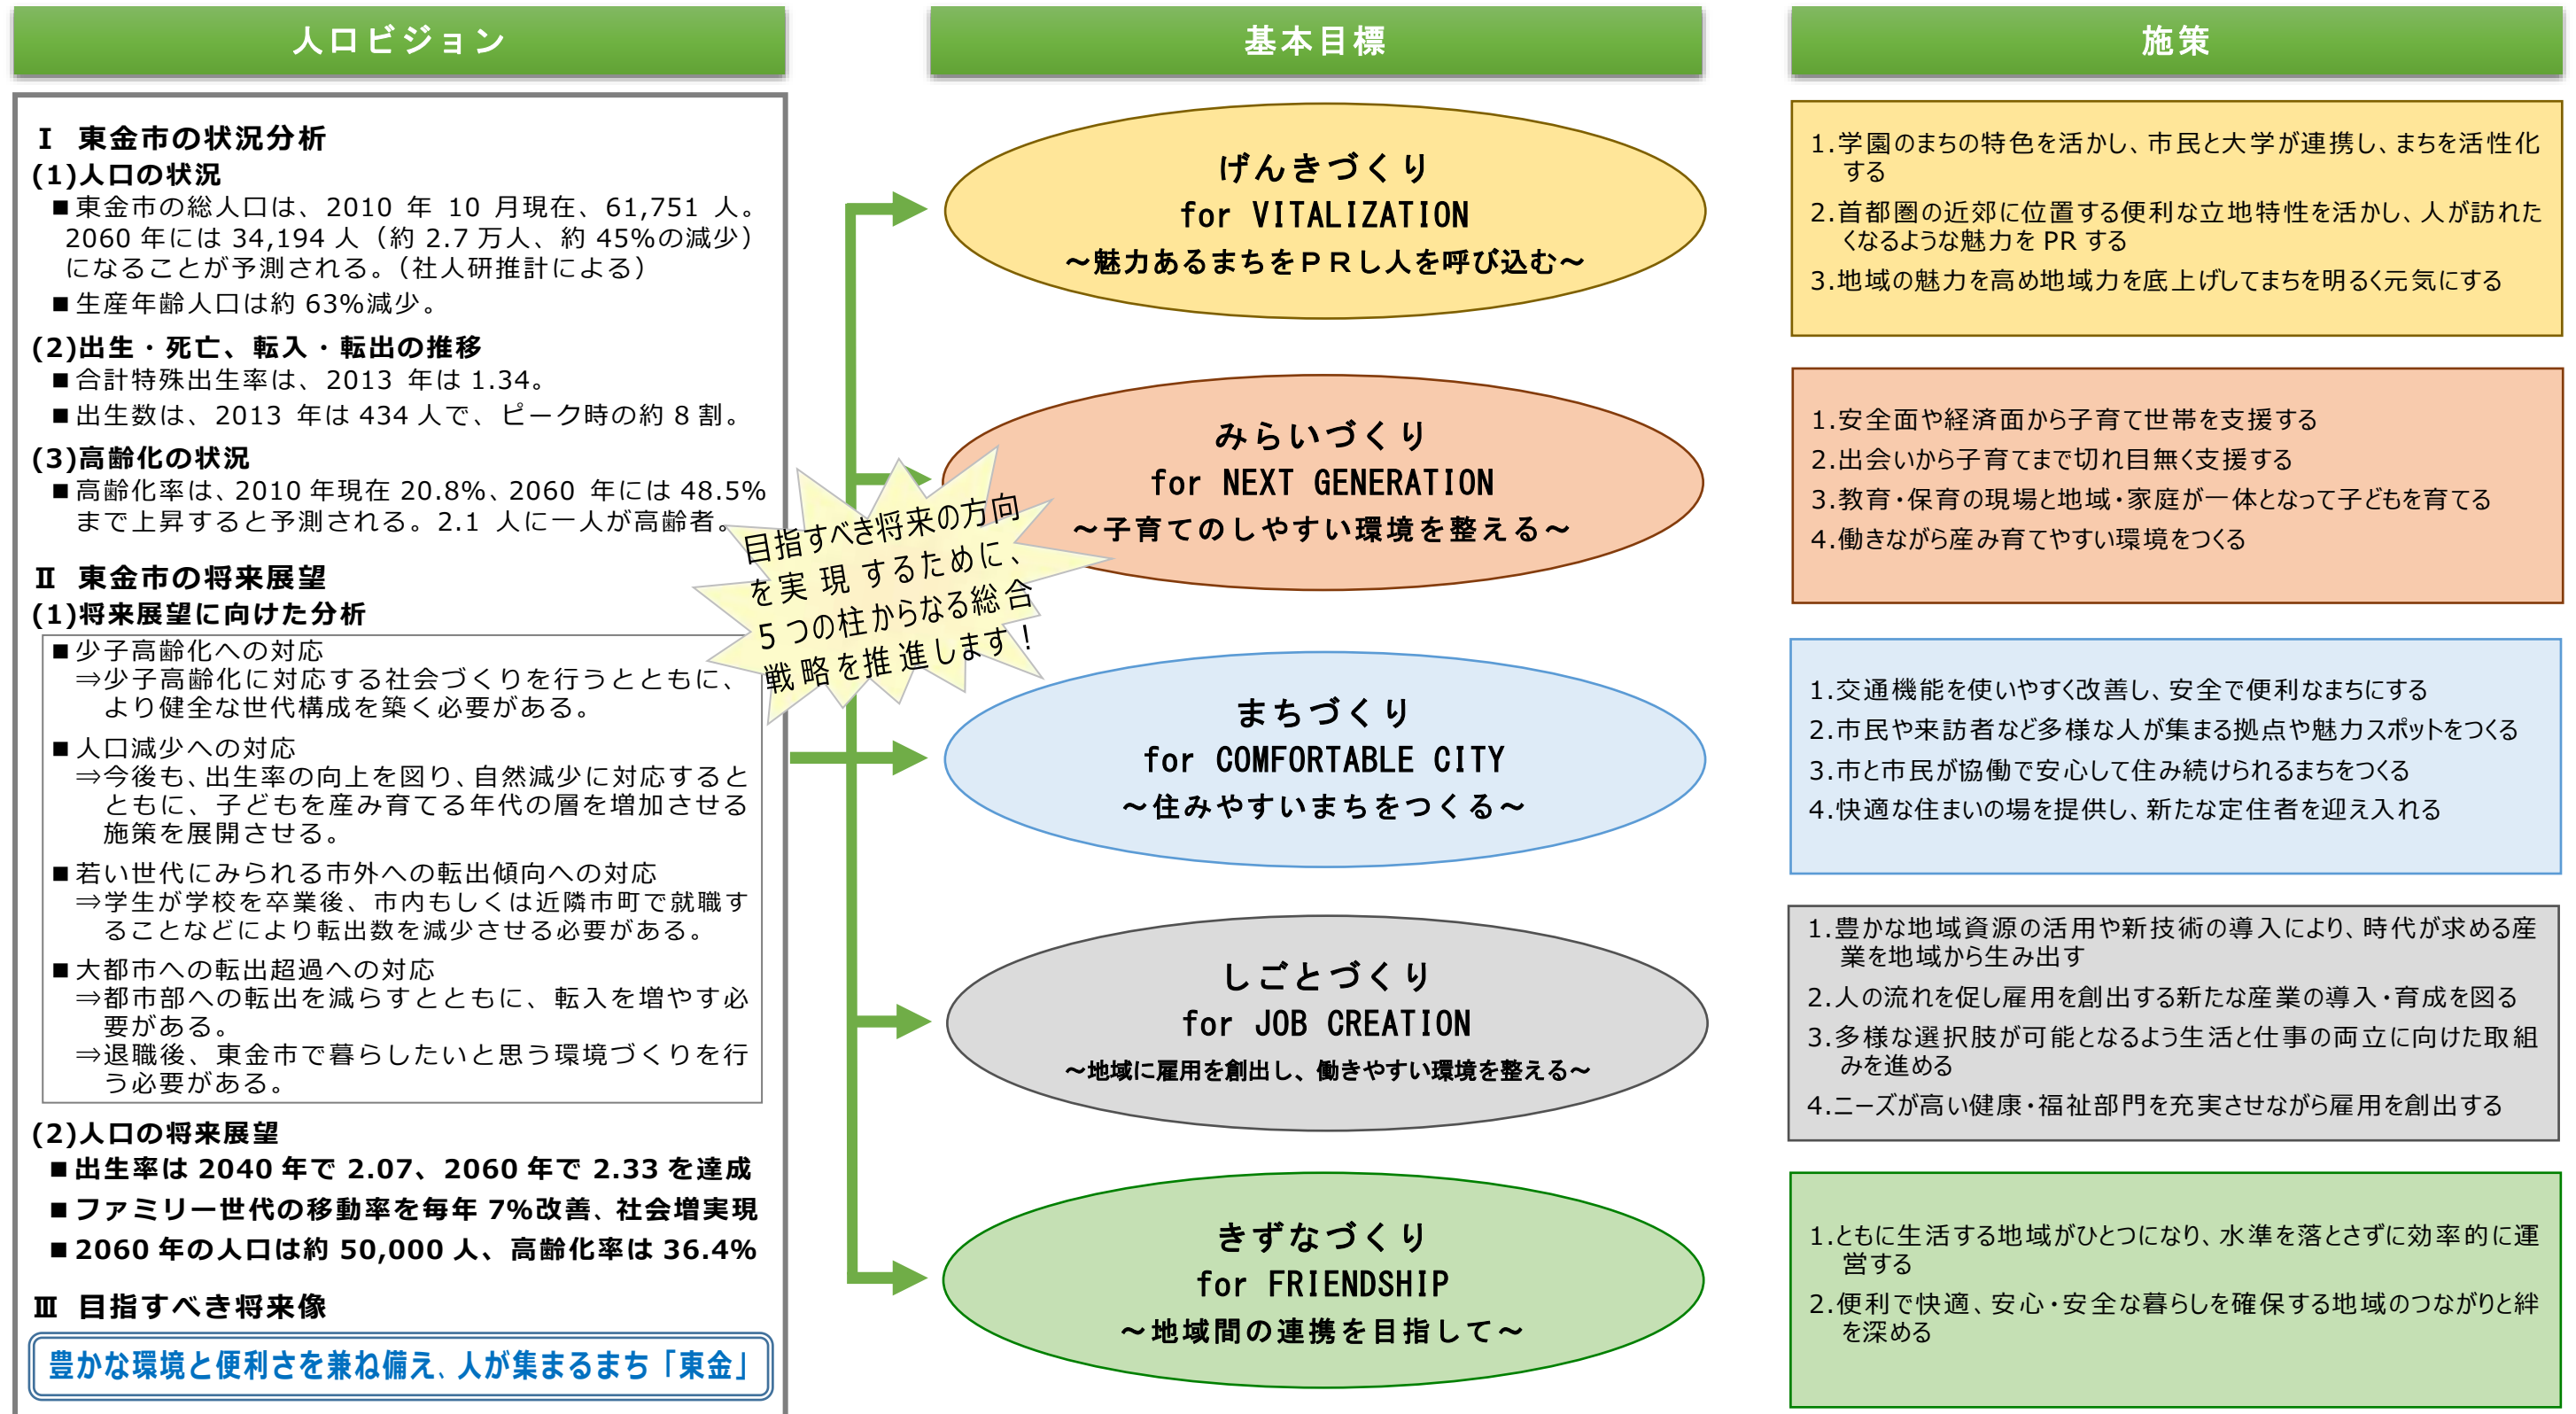 人口ビジョン
Ⅰ 東金市の状況分析
(1)人口の状況
■東金市の総人口は、2010 年 10 月現在、61,751 人。
2060 年には 34,194 人（約 2.7 万人、約 45%の減少）
になることが予測される。（社人研推計による）
■生産年齢人口は約 63%減少。
(2)出生・死亡、転入・転出の推移
■合計特殊出生率は、2013 年は 1.34。
■出生数は、2013 年は 434 人で、ピーク時の約 8 割。
(3)高齢化の状況
■高齢化率は、2010 年現在 20.8%、2060 年には 48.5%
まで上昇すると予測される。2.1 人に一人が高齢者。
Ⅱ 東金市の将来展望
(1)将来展望に向けた分析
■少子高齢化への対応
⇒少子高齢化に対応する社会づくりを行うとともに、
より健全な世代構成を築く必要がある。
■人口減少への対応
⇒今後も、出生率の向上を図り、自然減少に対応すると
ともに、子どもを産み育てる年代の層を増加させる
施策を展開させる。
■若い世代にみられる市外への転出傾向への対応
⇒学生が学校を卒業後、市内もしくは近隣市町で就職す
ることなどにより転出数を減少させる必要がある。
■大都市への転出超過への対応
⇒都市部への転出を減らすとともに、転入を増やす必
要がある。
⇒退職後、東金市で暮らしたいと思う環境づくりを行
う必要がある。
(2)人口の将来展望
■出生率は 2040 年で 2.07、2060 年で 2.33 を達成
■ファミリー世代の移動率を毎年 7%改善、社会増実現
■2060 年の人口は約 50,000 人、高齢化率は 36.4%
Ⅲ 目指すべき将来像
豊かな環境と便利さを兼ね備え、人が集まるまち「東金」
目指すべき将来の方向
を実現するために、
5 つの柱からなる総合
戦略を推進します！
基本目標
げんきづくり
for VITALIZATION
～魅力あるまちをＰＲし人を呼び込む～
みらいづくり
for NEXT GENERATION
～子育てのしやすい環境を整える～
まちづくり
for COMFORTABLE CITY
～住みやすいまちをつくる～
しごとづくり
for JOB CREATION
～地域に雇用を創出し、働きやすい環境を整える～
きずなづくり
for FRIENDSHIP
～地域間の連携を目指して～
施策
1.学園のまちの特色を活かし、市民と大学が連携し、まちを活性化
する
2.首都圏の近郊に位置する便利な立地特性を活かし、人が訪れた
くなるような魅力を PR する
3.地域の魅力を高め地域力を底上げしてまちを明るく元気にする
1.安全面や経済面から子育て世帯を支援する
2.出会いから子育てまで切れ目無く支援する
3.教育・保育の現場と地域・家庭が一体となって子どもを育てる
4.働きながら産み育てやすい環境をつくる
1.交通機能を使いやすく改善し、安全で便利なまちにする
2.市民や来訪者など多様な人が集まる拠点や魅力スポットをつくる
3.市と市民が協働で安心して住み続けられるまちをつくる
4.快適な住まいの場を提供し、新たな定住者を迎え入れる
1.豊かな地域資源の活用や新技術の導入により、時代が求める産
業を地域から生み出す
2.人の流れを促し雇用を創出する新たな産業の導入・育成を図る
3.多様な選択肢が可能となるよう生活と仕事の両立に向けた取組
みを進める
4.ニーズが高い健康・福祉部門を充実させながら雇用を創出する
1.ともに生活する地域がひとつになり、水準を落とさずに効率的に運
営する
2.便利で快適、安心・安全な暮らしを確保する地域のつながりと絆
を深める